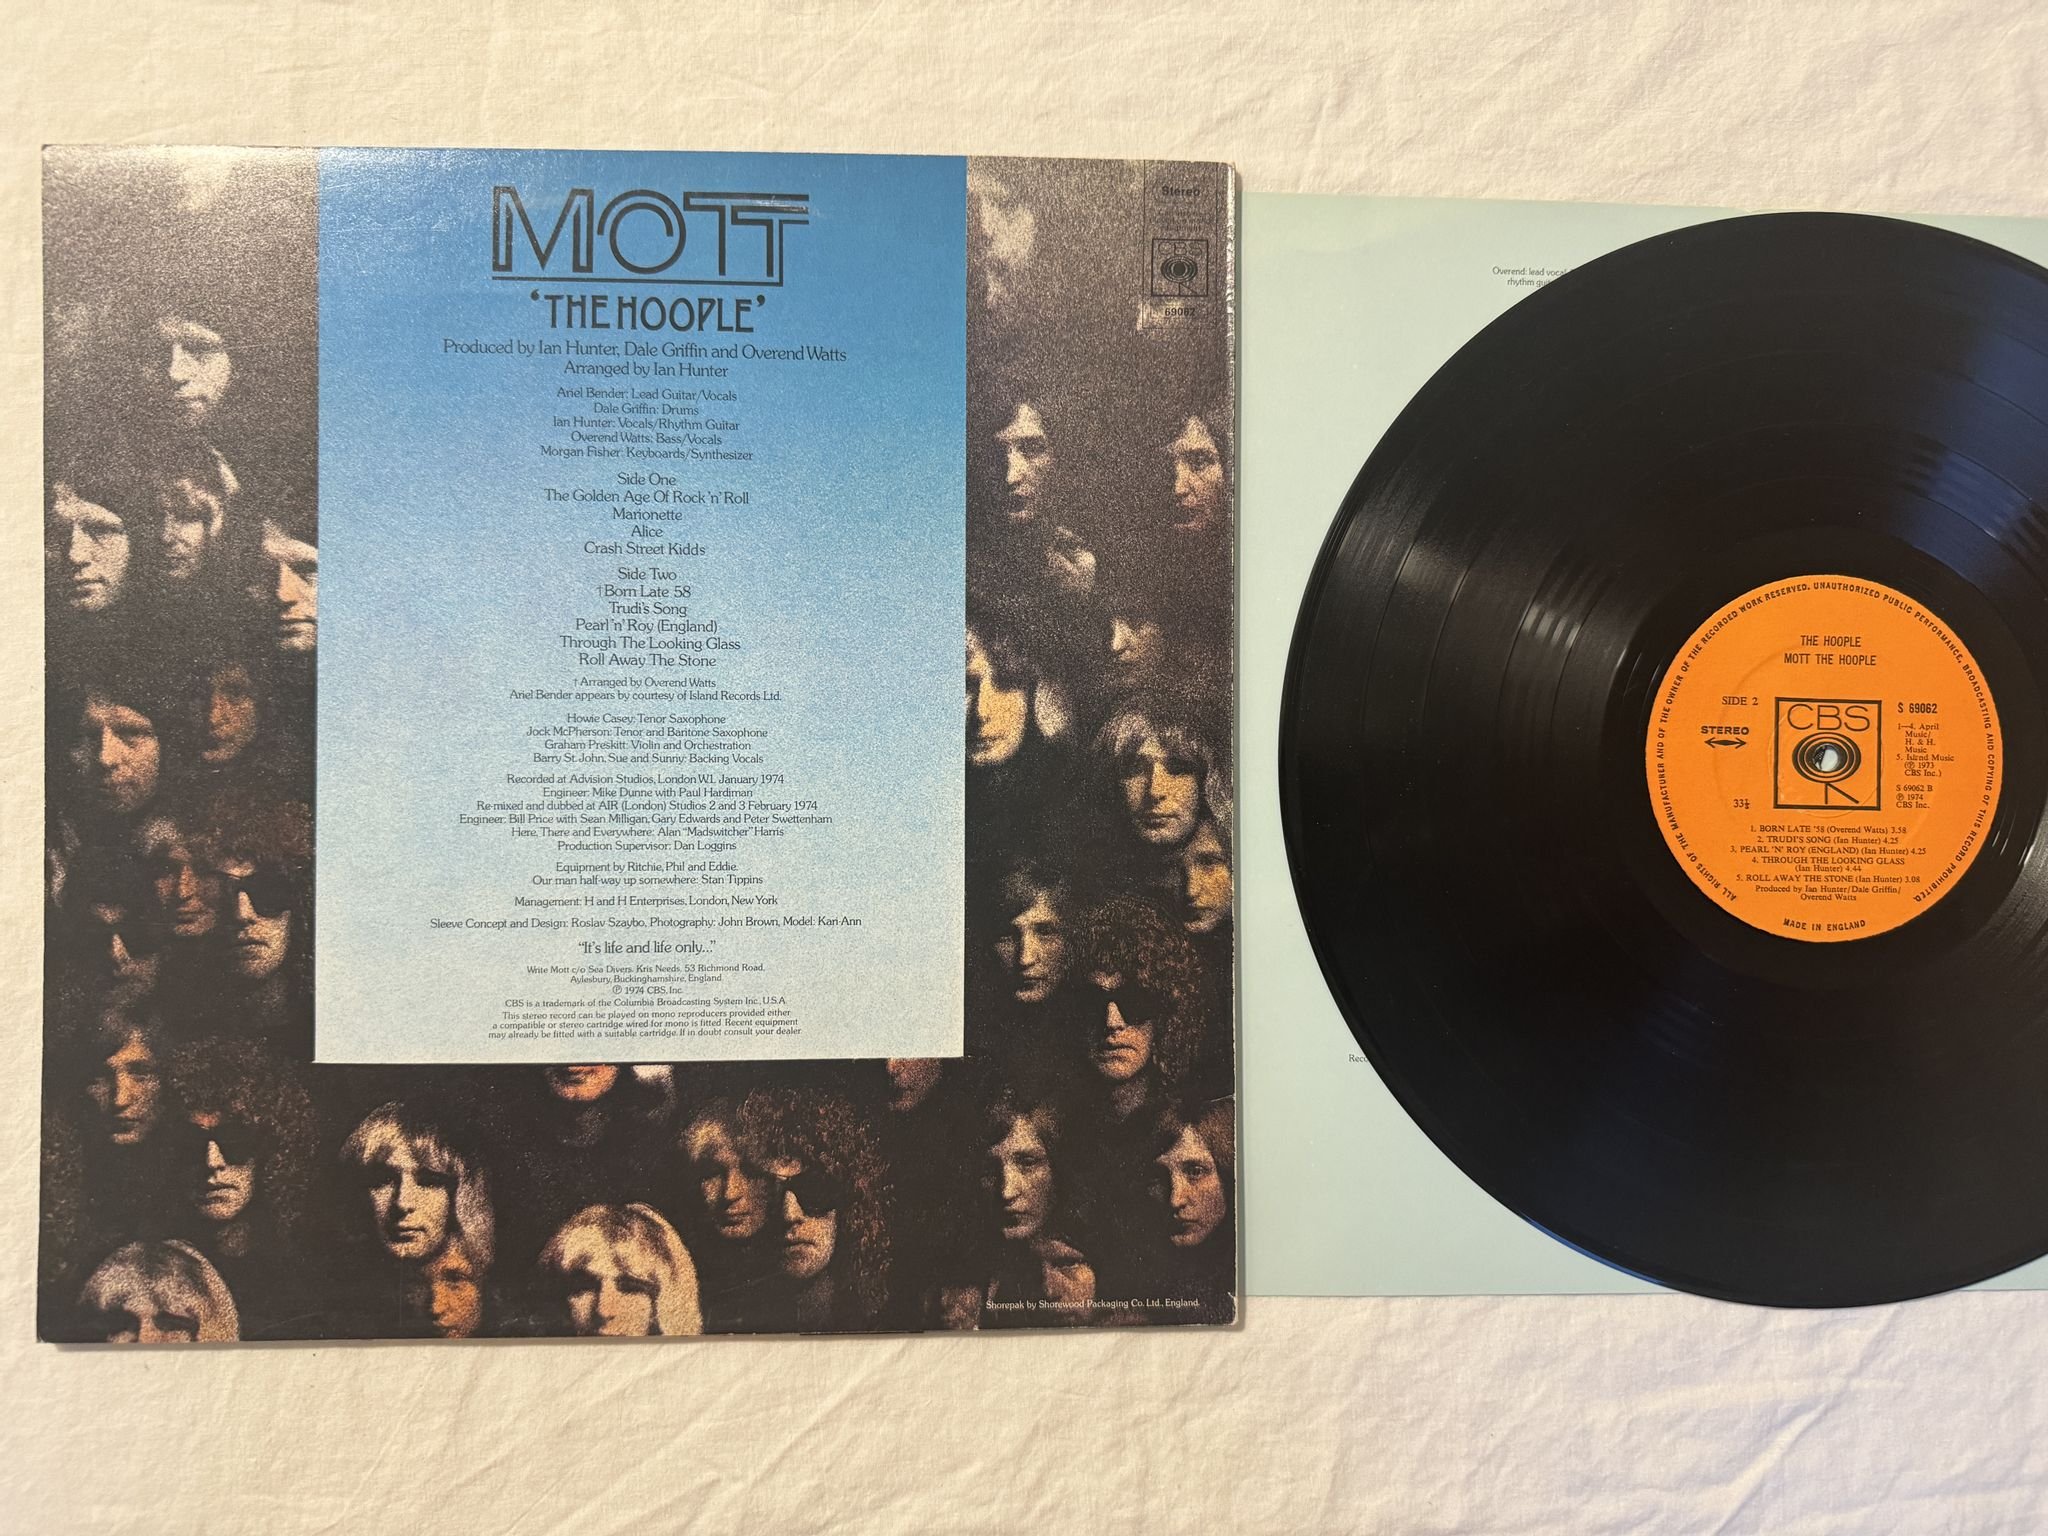 MOTT
'THE HOOPLE'
Produced by Ian Hunter, Dale Griffin and Overend Watts
Arranged by Ian Hunter
Ariel Bender: Lead Guitar/Vocals
Dale Griffin: Drums
Ian Hunter: Vocals/Rhythm Guitar
Overend Watts: Bass/Vocals
Morgan Fisher: Keyboards/Synthesizer
Side One
The Golden Age Of Rock 'n' Roll
Marionette
Alice
Crash Street Kidds
Side Two
†Born Late 58
Trudi's Song
Pearl 'n' Roy (England)
Through The Looking Glass
Roll Away The Stone
† Arranged by Overend Watts
Ariel Bender appears by courtesy of Island Records Ltd.
Howie Casey: Tenor Saxophone
Jock McPherson: Tenor and Baritone Saxophone
Graham Preskitt: Violin and Orchestration
Barry St. John, Sue and Sunny: Backing Vocals
Recorded at Advision Studios, London W.1. January 1974
Engineer: Mike Dunne with Paul Hardiman
Re-mixed and dubbed at AIR (London) Studios 2 and 3 February 1974
Engineer: Bill Price with Sean Milligan, Gary Edwards and Peter Swettenham
Here, There and Everywhere: Alan "Madswitcher" Harris
Production Supervisor: Dan Loggins
Equipment by Ritchie, Phil and Eddie.
Our man half-way up somewhere: Stan Tippins
Management: H and H Enterprises, London, New York
Sleeve Concept and Design: Roslav Szaybo, Photography: John Brown, Model: Kari-Ann
"It's life and life only..."
Write Mott c/o Sea Divers, Kris Needs, 53 Richmond Road,
Aylesbury, Buckinghamshire, England.
℗ 1974 CBS, Inc.
CBS is a trademark of the Columbia Broadcasting System Inc., U.S.A.
This stereo record can be played on mono reproducers provided either
a compatible or stereo cartridge wired for mono is fitted. Recent equipment
may already be fitted with a suitable cartridge. If in doubt consult your dealer.
Stereo
CBS
69062
Shorepak by Shorewood Packaging Co. Ltd., England
Overend: lead vocal
rhythm
ALL RIGHTS OF THE MANUFACTURER AND OF THE OWNER OF THE RECORDED WORK RESERVED. UNAUTHORIZED PUBLIC PERFORMANCE, BROADCASTING AND COPYING OF THIS RECORD PROHIBITED.
THE HOOPLE
MOTT THE HOOPLE
SIDE 2
STEREO
33⅓
CBS
S 69062
1—4. April
Music/
H. & H.
Music
5. Island Music
(℗ 1973
CBS Inc.)
S 69062 B
℗ 1974
CBS Inc.
1. BORN LATE '58 (Overend Watts) 3.58
2. TRUDI'S SONG (Ian Hunter) 4.25
3. PEARL 'N' ROY (ENGLAND) (Ian Hunter) 4.25
4. THROUGH THE LOOKING GLASS
(Ian Hunter) 4.44
5. ROLL AWAY THE STONE (Ian Hunter) 3.08
Produced by Ian Hunter/Dale Griffin/
Overend Watts
MADE IN ENGLAND